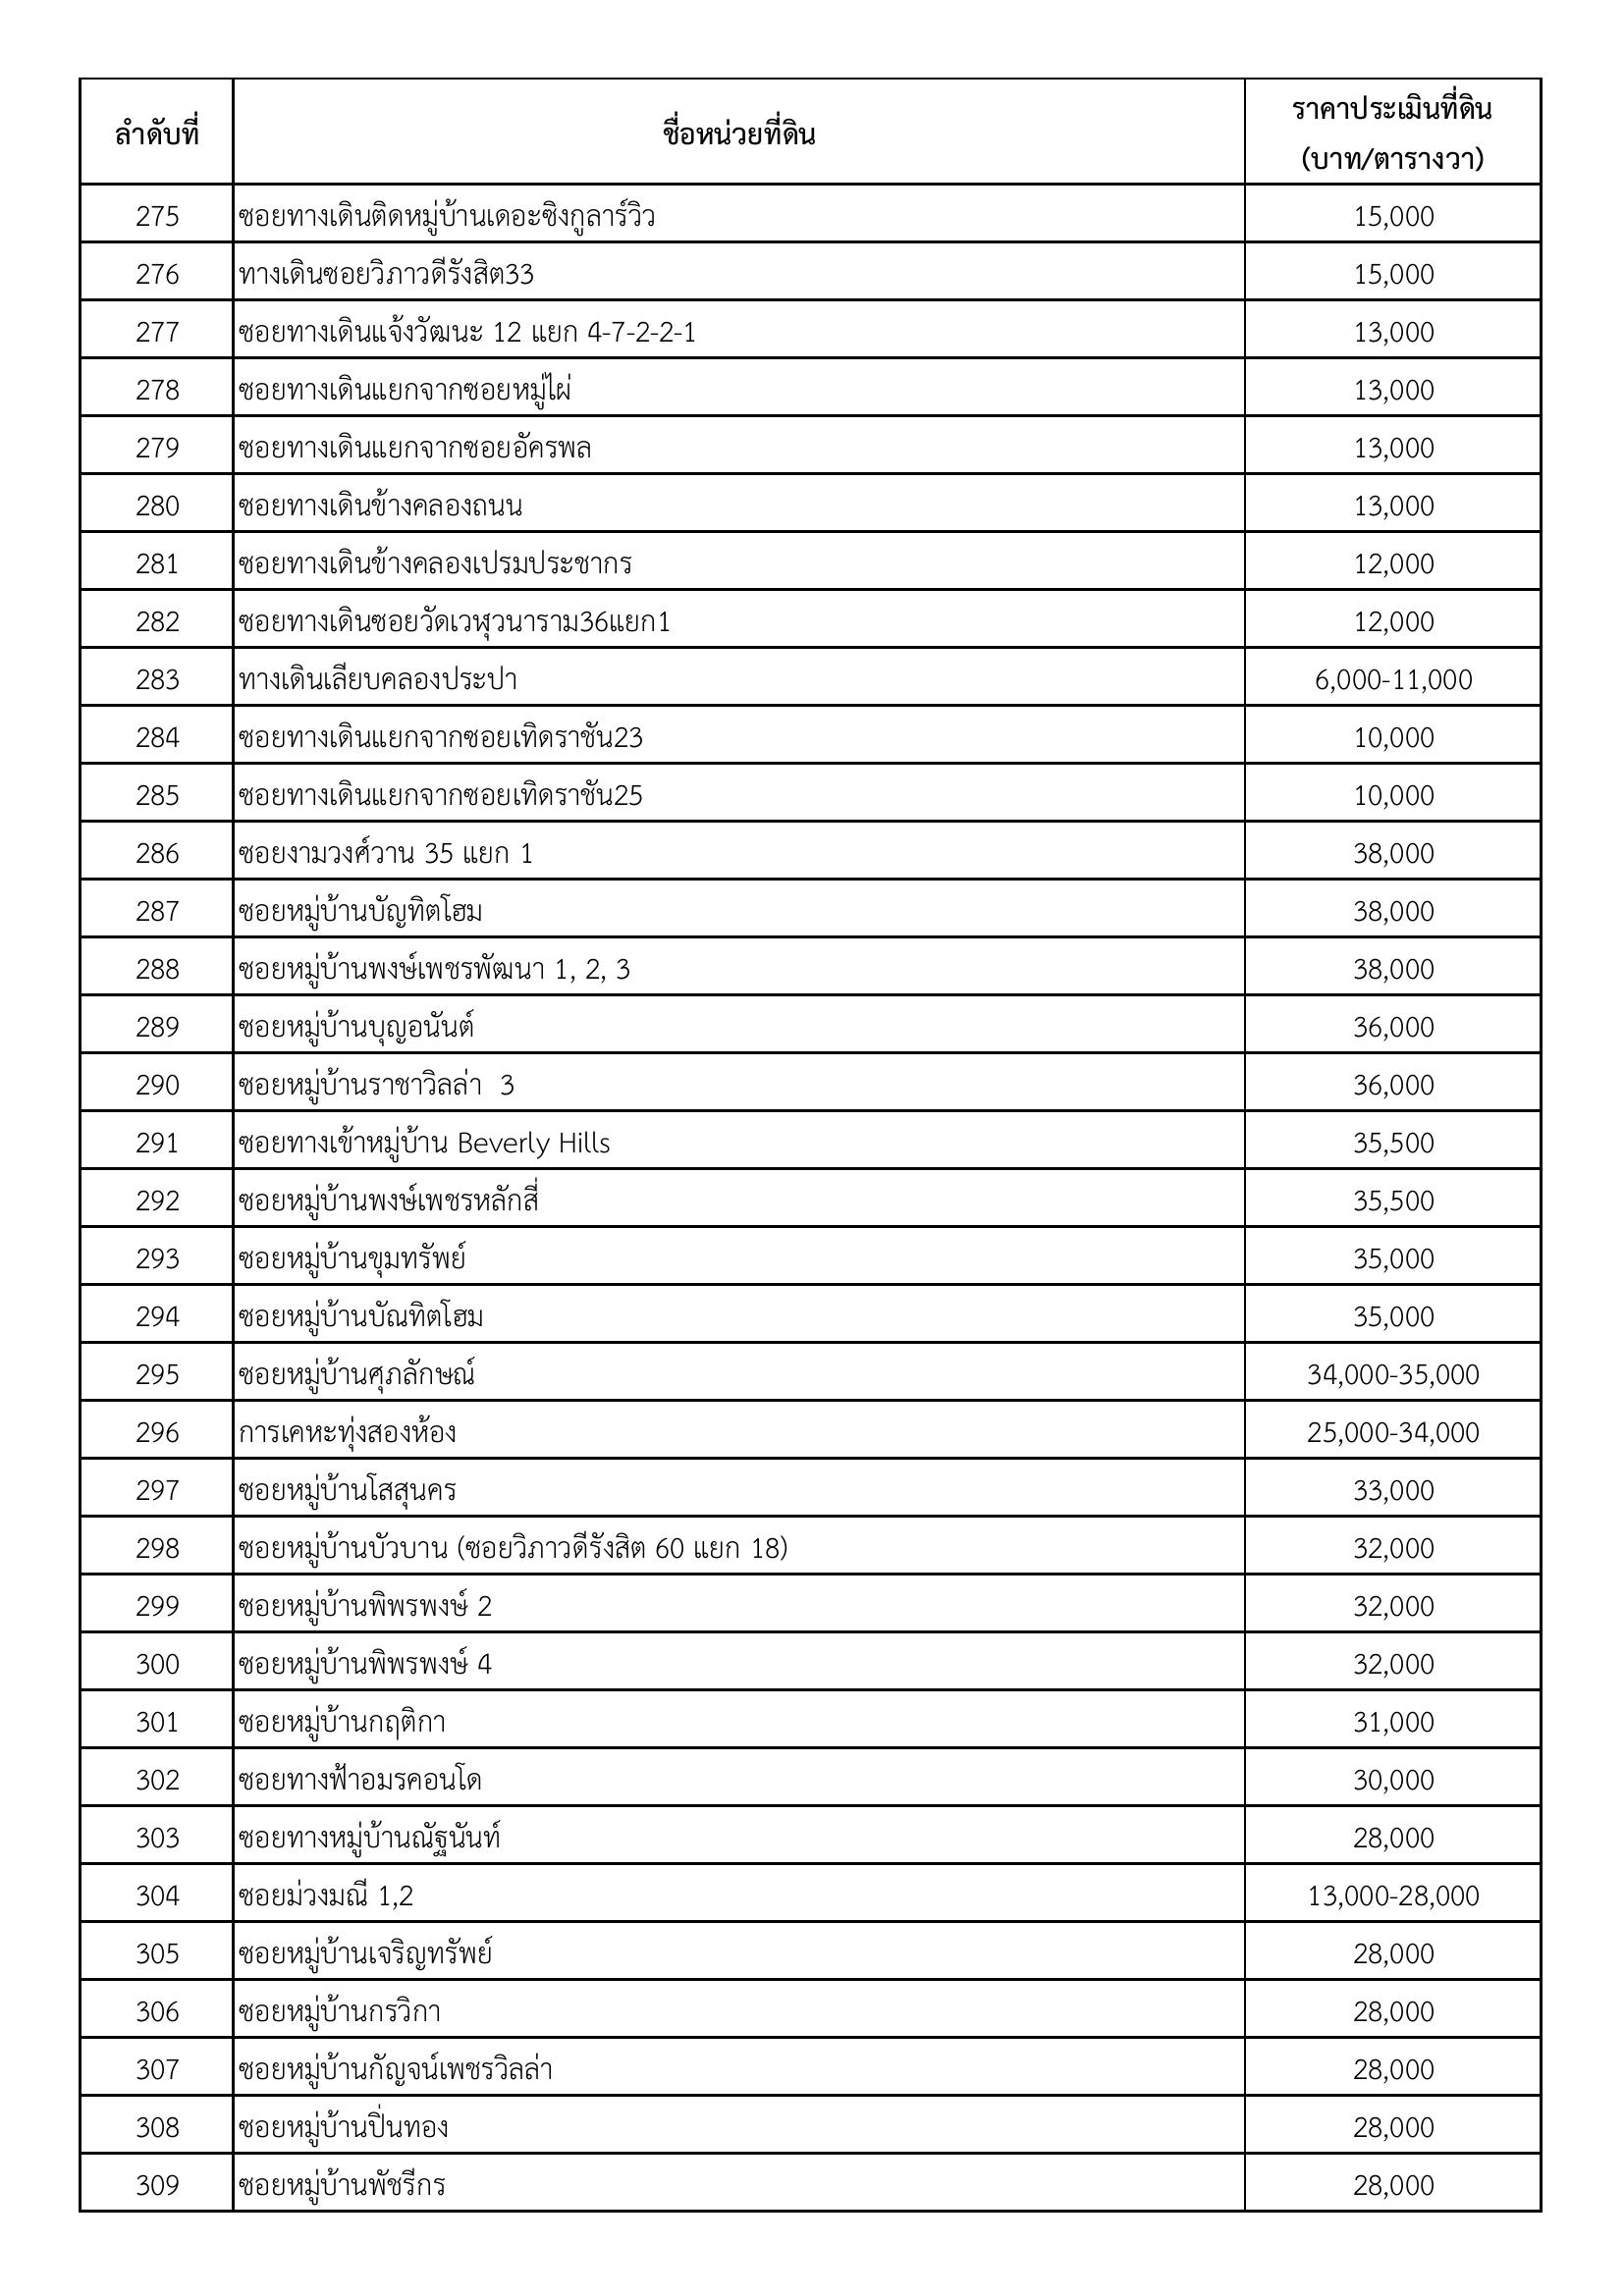 ลำดับที่ ชื่อหน่วยที่ดิน ราคาประเมินที่ดิน
(บาท/ตารางวา)
275 ซอยทางเดินติดหมู่บ้านเดอะซิงกูลาร์วิว 15,000
276 ทางเดินซอยวิภาวดีรังสิต33 15,000
277 ซอยทางเดินแจ้งวัฒนะ 12 แยก 4-7-2-2-1 13,000
278 ซอยทางเดินแยกจากซอยหมู่ไผ่ 13,000
279 ซอยทางเดินแยกจากซอยอัครพล 13,000
280 ซอยทางเดินข้างคลองถนน 13,000
281 ซอยทางเดินข้างคลองเปรมประชากร 12,000
282 ซอยทางเดินซอยวัดเวฬุวนาราม36แยก1 12,000
283 ทางเดินเลียบคลองประปา 6,000-11,000
284 ซอยทางเดินแยกจากซอยเทิดราชัน23 10,000
285 ซอยทางเดินแยกจากซอยเทิดราชัน25 10,000
286 ซอยงามวงศ์วาน 35 แยก 1 38,000
287 ซอยหมู่บ้านบัญทิตโฮม 38,000
288 ซอยหมู่บ้านพงษ์เพชรพัฒนา 1, 2, 3 38,000
289 ซอยหมู่บ้านบุญอนันต์ 36,000
290 ซอยหมู่บ้านราชาวิลล่า  3 36,000
291 ซอยทางเข้าหมู่บ้าน Beverly Hills 35,500
292 ซอยหมู่บ้านพงษ์เพชรหลักสี่ 35,500
293 ซอยหมู่บ้านขุมทรัพย์ 35,000
294 ซอยหมู่บ้านบัณทิตโฮม 35,000
295 ซอยหมู่บ้านศุภลักษณ์ 34,000-35,000
296 การเคหะทุ่งสองห้อง 25,000-34,000
297 ซอยหมู่บ้านโสสุนคร 33,000
298 ซอยหมู่บ้านบัวบาน (ซอยวิภาวดีรังสิต 60 แยก 18) 32,000
299 ซอยหมู่บ้านพิพรพงษ์ 2 32,000
300 ซอยหมู่บ้านพิพรพงษ์ 4 32,000
301 ซอยหมู่บ้านกฤติกา 31,000
302 ซอยทางฟ้าอมรคอนโด 30,000
303 ซอยทางหมู่บ้านณัฐนันท์ 28,000
304 ซอยม่วงมณี 1,2 13,000-28,000
305 ซอยหมู่บ้านเจริญทรัพย์ 28,000
306 ซอยหมู่บ้านกรวิกา 28,000
307 ซอยหมู่บ้านกัญจน์เพชรวิลล่า 28,000
308 ซอยหมู่บ้านปิ่นทอง 28,000
309 ซอยหมู่บ้านพัชรีกร 28,000